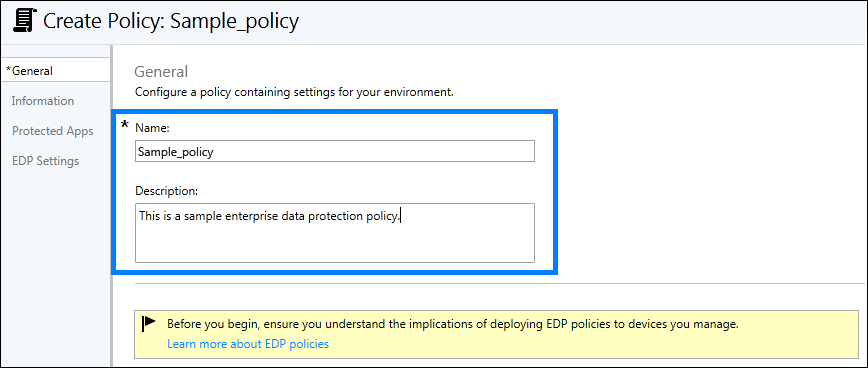 Create Policy: Sample_policy
*General
Information
Protected Apps
EDP Settings
General
Configure a policy containing settings for your environment.
* Name:
Sample_policy
Description:
This is a sample enterprise data protection policy.
Before you begin, ensure you understand the implications of deploying EDP policies to devices you manage.
Learn more about EDP policies